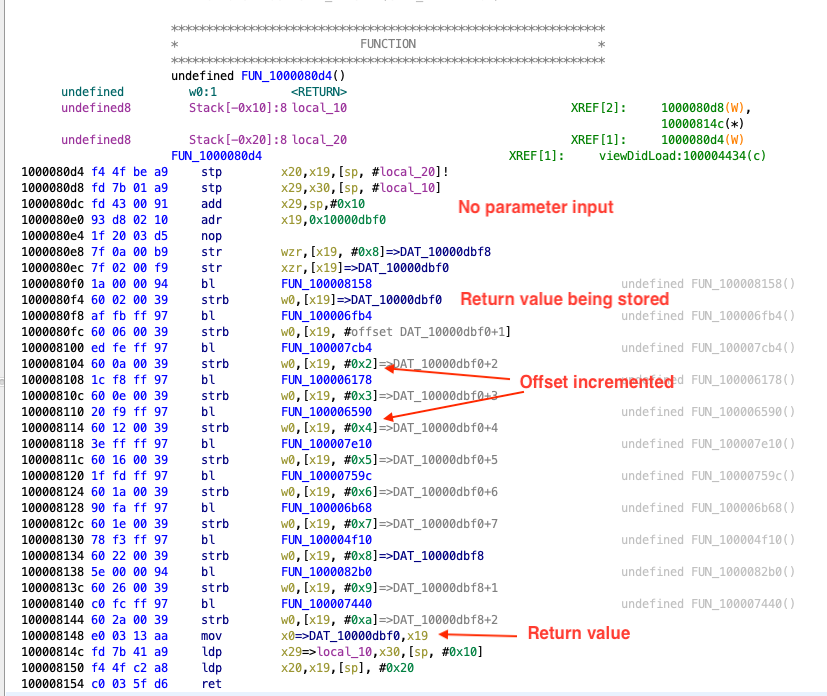 *************************************************************
* FUNCTION *
*************************************************************
undefined FUN_1000080d4()
undefined w0:1 <RETURN>
undefined8 Stack[-0x10]:8 local_10 XREF[2]: 1000080d8(W),
10000814c(*)
undefined8 Stack[-0x20]:8 local_20 XREF[1]: 1000080d4(W)
FUN_1000080d4 XREF[1]: viewDidLoad:100004434(c)
1000080d4 f4 4f be a9 stp x20,x19,[sp, #local_20]!
1000080d8 fd 7b 01 a9 stp x29,x30,[sp, #local_10]
1000080dc fd 43 00 91 add x29,sp,#0x10
No parameter input
1000080e0 93 d8 02 10 adr x19,0x10000dbf0
1000080e4 1f 20 03 d5 nop
1000080e8 7f 0a 00 b9 str wzr,[x19, #0x8]=>DAT_10000dbf8
1000080ec 7f 02 00 f9 str xzr,[x19]=>DAT_10000dbf0
1000080f0 1a 00 00 94 bl FUN_100008158 undefined FUN_100008158()
1000080f4 60 02 00 39 strb w0,[x19]=>DAT_10000dbf0 Return value being stored
1000080f8 af fb ff 97 bl FUN_100006fb4 undefined FUN_100006fb4()
1000080fc 60 06 00 39 strb w0,[x19, #offset DAT_10000dbf0+1]
100008100 ed fe ff 97 bl FUN_100007cb4 undefined FUN_100007cb4()
100008104 60 0a 00 39 strb w0,[x19, #0x2]=>DAT_10000dbf0+2
100008108 1c f8 ff 97 bl FUN_100006178 Offset incremented undefined FUN_100006178()
10000810c 60 0e 00 39 strb w0,[x19, #0x3]=>DAT_10000dbf0+3
100008110 20 f9 ff 97 bl FUN_100006590 undefined FUN_100006590()
100008114 60 12 00 39 strb w0,[x19, #0x4]=>DAT_10000dbf0+4
100008118 3e ff ff 97 bl FUN_100007e10 undefined FUN_100007e10()
10000811c 60 16 00 39 strb w0,[x19, #0x5]=>DAT_10000dbf0+5
100008120 1f fd ff 97 bl FUN_10000759c undefined FUN_10000759c()
100008124 60 1a 00 39 strb w0,[x19, #0x6]=>DAT_10000dbf0+6
100008128 90 fa ff 97 bl FUN_100006b68 undefined FUN_100006b68()
10000812c 60 1e 00 39 strb w0,[x19, #0x7]=>DAT_10000dbf0+7
100008130 78 f3 ff 97 bl FUN_100004f10 undefined FUN_100004f10()
100008134 60 22 00 39 strb w0,[x19, #0x8]=>DAT_10000dbf8
100008138 5e 00 00 94 bl FUN_1000082b0 undefined FUN_1000082b0()
10000813c 60 26 00 39 strb w0,[x19, #0x9]=>DAT_10000dbf8+1
100008140 c0 fc ff 97 bl FUN_100007440 undefined FUN_100007440()
100008144 60 2a 00 39 strb w0,[x19, #0xa]=>DAT_10000dbf8+2
100008148 e0 03 13 aa mov x0=>DAT_10000dbf0,x19 Return value
10000814c fd 7b 41 a9 ldp x29=>local_10,x30,[sp, #0x10]
100008150 f4 4f c2 a8 ldp x20,x19,[sp], #0x20
100008154 c0 03 5f d6 ret